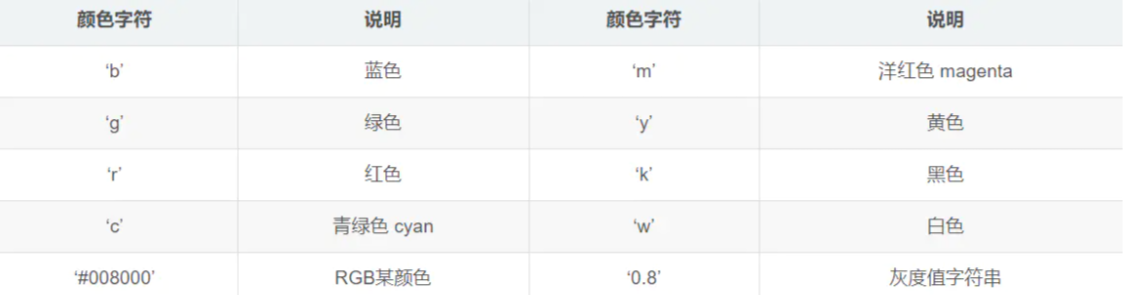 颜色字符 说明 颜色字符 说明
‘b’ 蓝色 ‘m’ 洋红色 magenta
‘g’ 绿色 ‘y’ 黄色
‘r’ 红色 ‘k’ 黑色
‘c’ 青绿色 cyan ‘w’ 白色
‘#008000’ RGB某颜色 ‘0.8’ 灰度值字符串